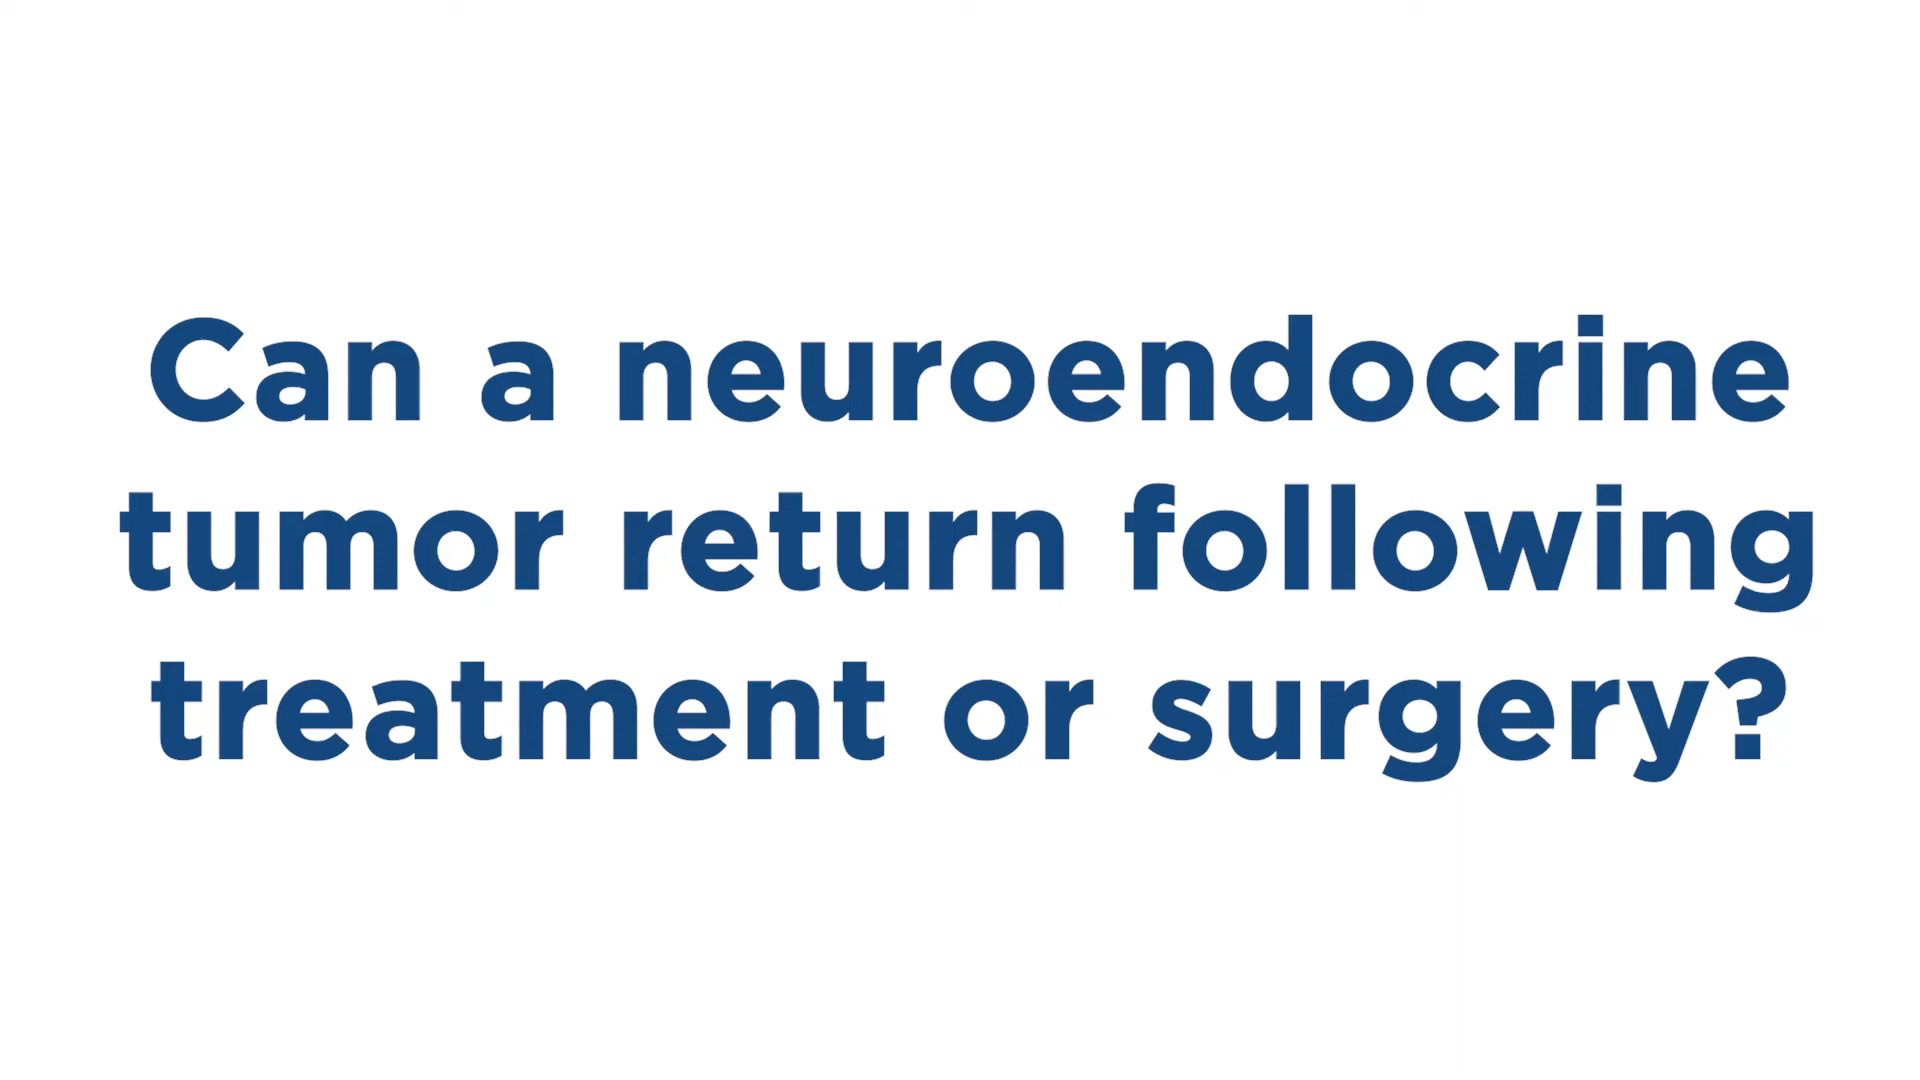 Can a neuroendocrine
tumor return following
treatment or surgery?